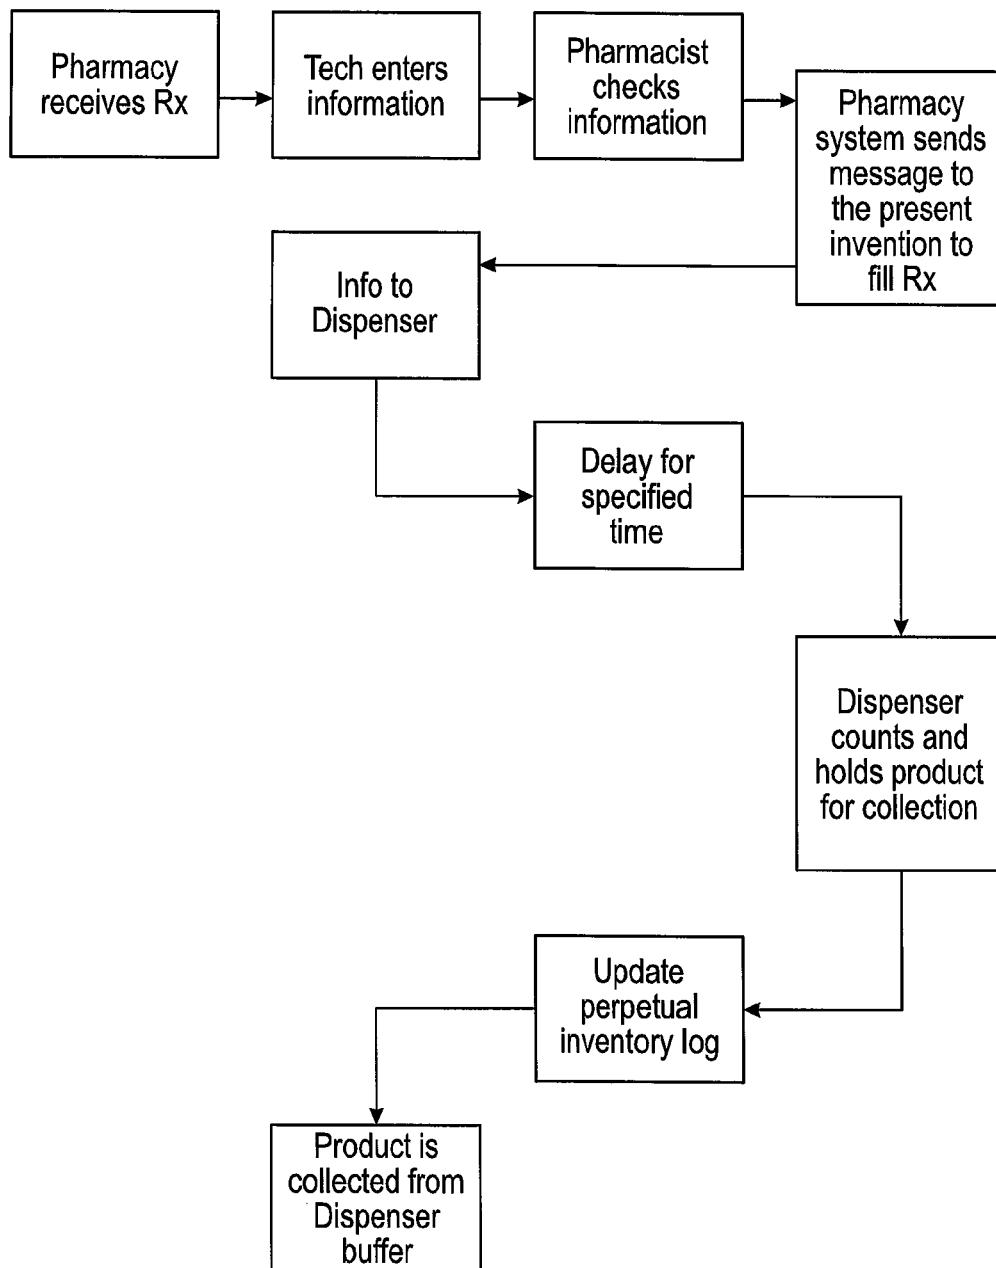 Pharmacy
receives Rx
Tech enters
information
Pharmacist
checks
information
Pharmacy
system sends
message to
the present
invention to
fill Rx
Info to
Dispenser
Delay for
specified
time
Dispenser
counts and
holds product
for collection
Update
perpetual
inventory log
Product is
collected from
Dispenser
buffer